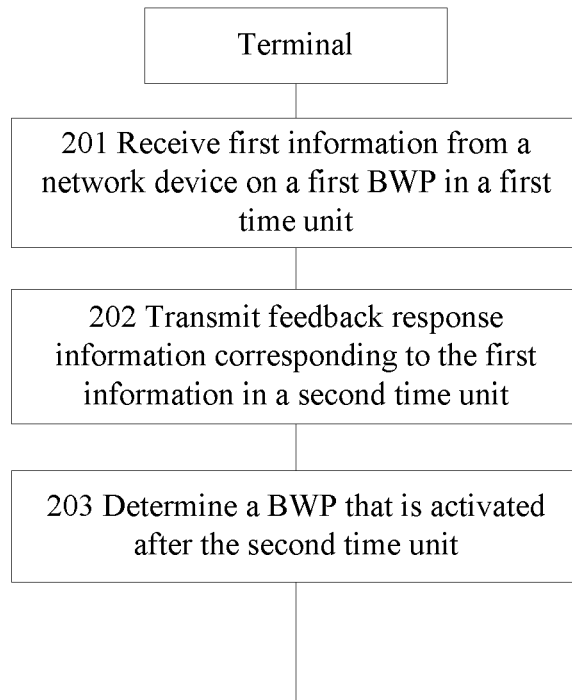 Terminal
201 Receive first information from a
network device on a first BWP in a first
time unit
202 Transmit feedback response
information corresponding to the first
information in a second time unit
203 Determine a BWP that is activated
after the second time unit